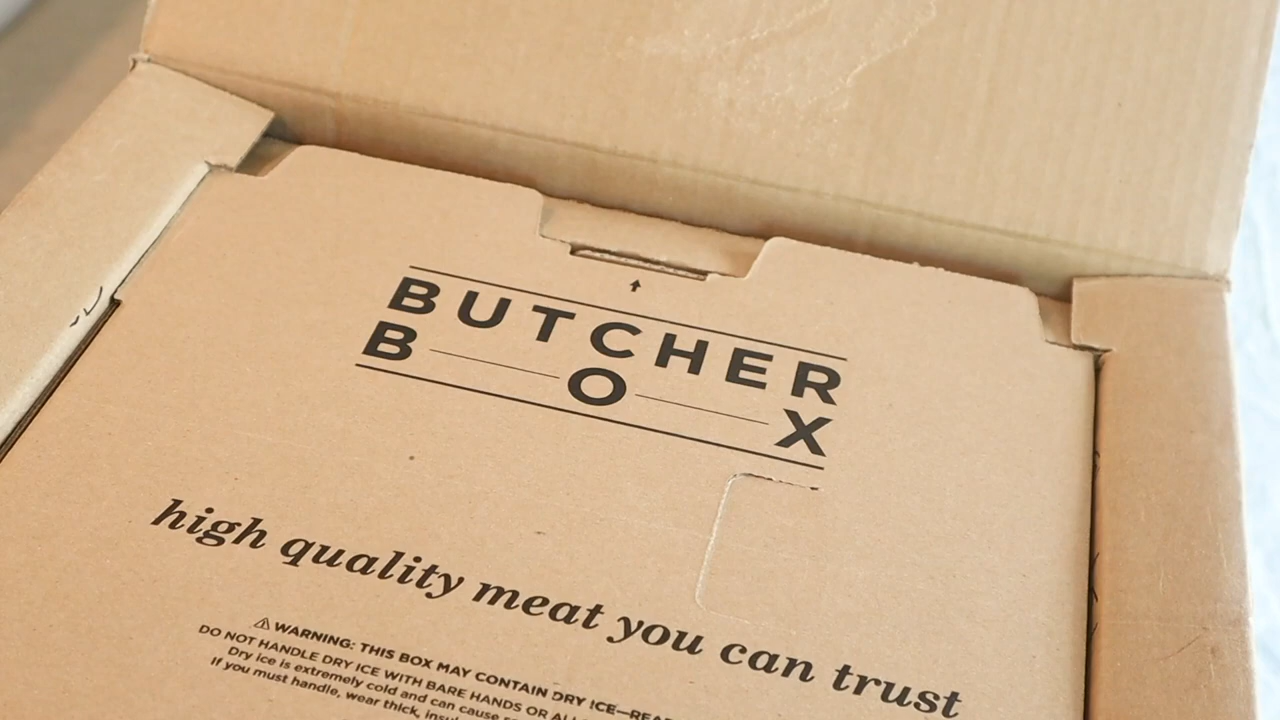 BUTCHER
B O X
high quality meat you can trust
⚠ WARNING: THIS BOX MAY CONTAIN DRY ICE—REA
DO NOT HANDLE DRY ICE WITH BARE HANDS OR
Dry ice is extremely cold and can cause
If you must handle, wear thick,